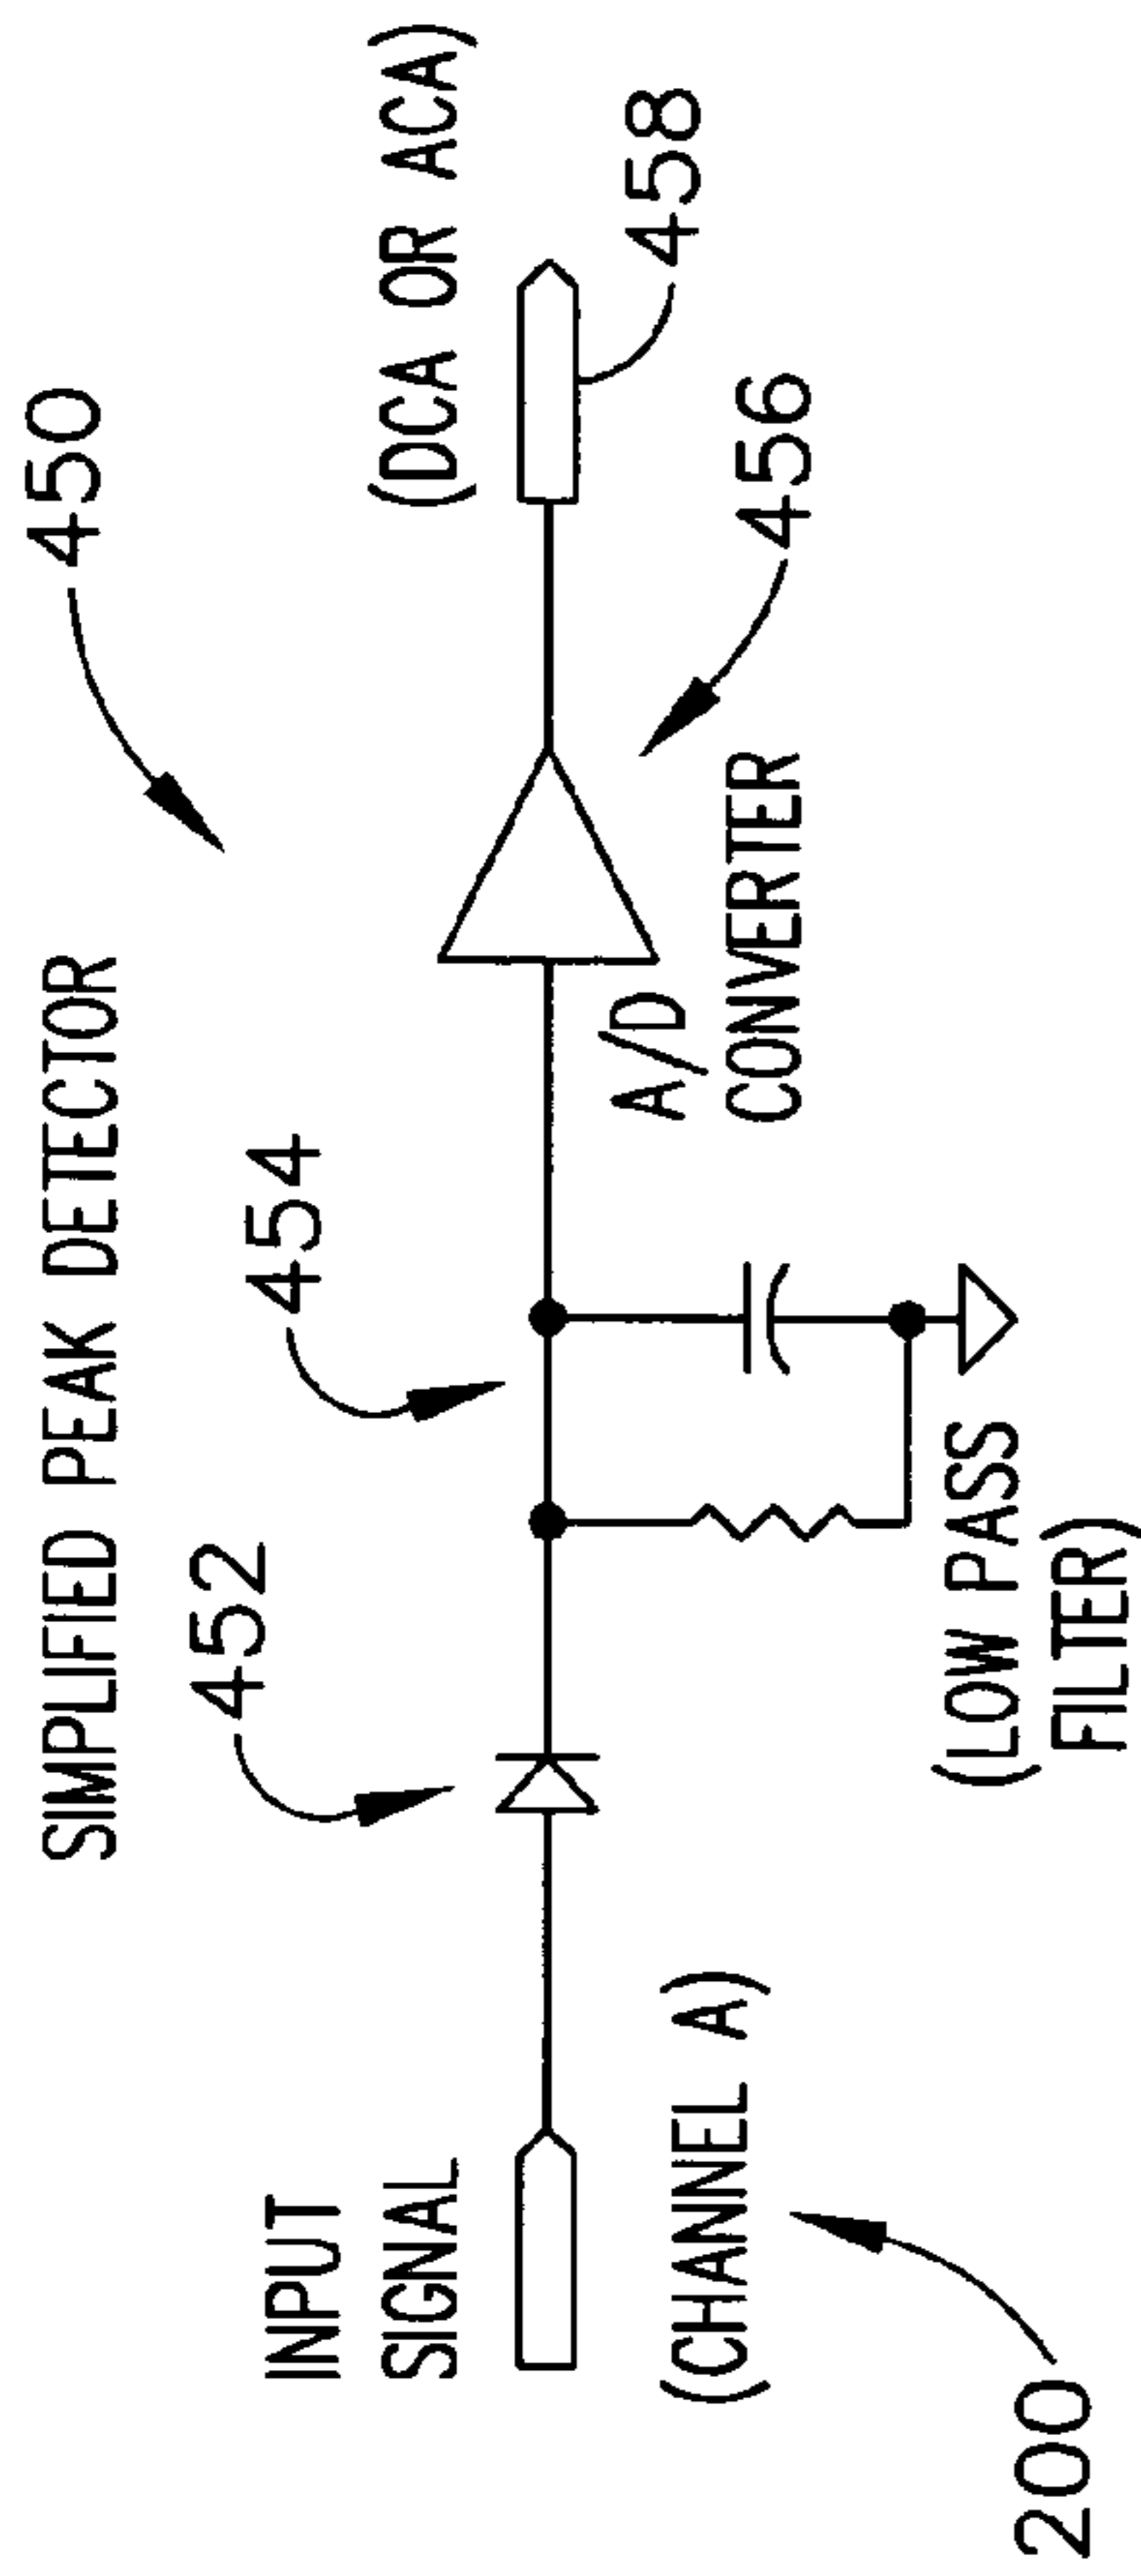 SIMPLIFIED PEAK DETECTOR
450
452
454
INPUT
SIGNAL
(DCA OR ACA)
458
A/D
CONVERTER
456
(CHANNEL A)
200
(LOW PASS
FILTER)